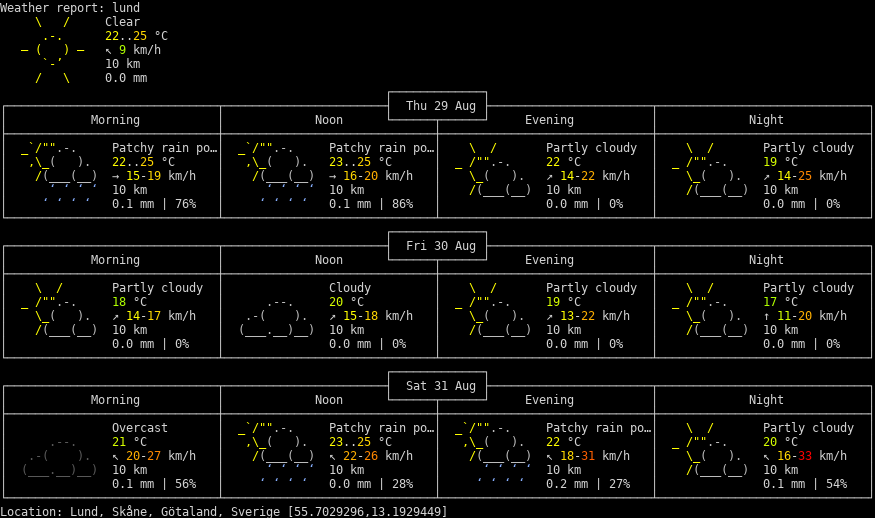 Weather report: lund
Clear
22..25 °C
↖ 9 km/h
10 km
0.0 mm
Thu 29 Aug
Morning Noon Evening Night
Patchy rain po… Patchy rain po… Partly cloudy Partly cloudy
22..25 °C 23..25 °C 22 °C 19 °C
→ 15-19 km/h → 16-20 km/h ↗ 14-22 km/h ↗ 14-25 km/h
10 km 10 km 10 km 10 km
0.1 mm | 76% 0.1 mm | 86% 0.0 mm | 0% 0.0 mm | 0%
Fri 30 Aug
Morning Noon Evening Night
Partly cloudy Cloudy Partly cloudy Partly cloudy
18 °C 20 °C 19 °C 17 °C
↗ 14-17 km/h ↗ 15-18 km/h ↗ 13-22 km/h ↑ 11-20 km/h
10 km 10 km 10 km 10 km
0.0 mm | 0% 0.0 mm | 0% 0.0 mm | 0% 0.0 mm | 0%
Sat 31 Aug
Morning Noon Evening Night
Overcast Patchy rain po… Patchy rain po… Partly cloudy
21 °C 23..25 °C 22 °C 20 °C
↖ 20-27 km/h ↖ 22-26 km/h ↖ 18-31 km/h ↖ 16-33 km/h
10 km 10 km 10 km 10 km
0.1 mm | 56% 0.0 mm | 28% 0.2 mm | 27% 0.1 mm | 54%
Location: Lund, Skåne, Götaland, Sverige [55.7029296,13.1929449]